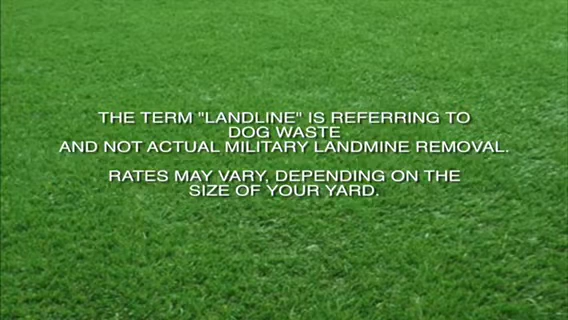 THE TERM "LANDLINE" IS REFERRING TO
DOG WASTE
AND NOT ACTUAL MILITARY LANDMINE REMOVAL.
RATES MAY VARY, DEPENDING ON THE
SIZE OF YOUR YARD.